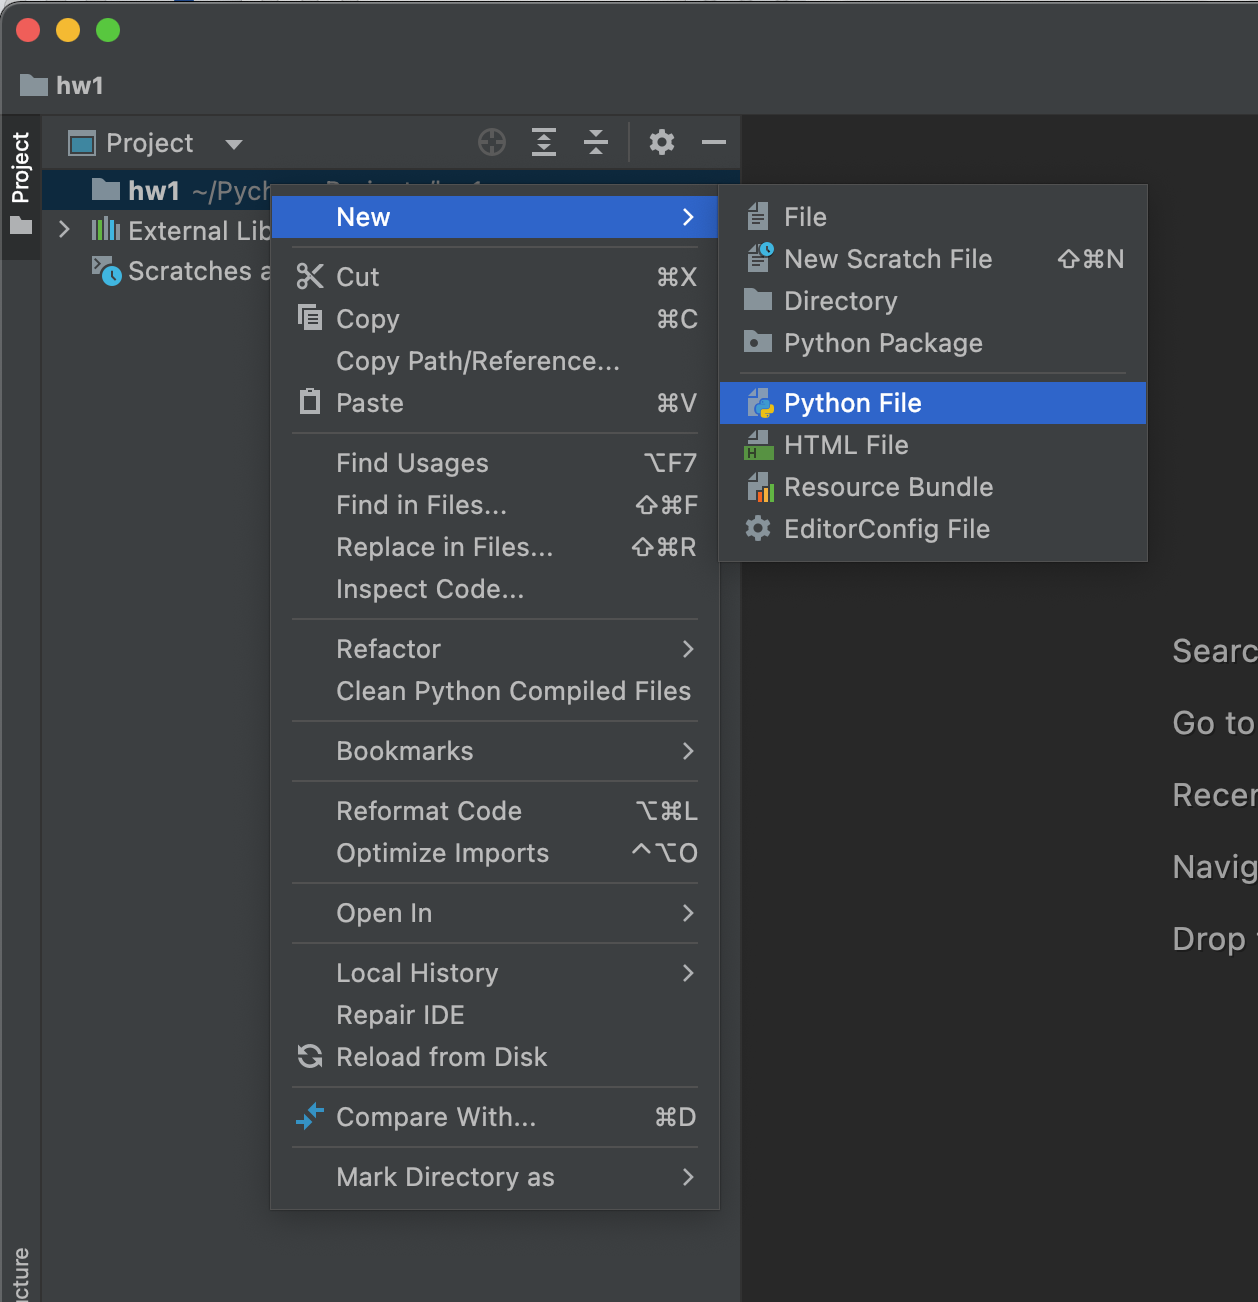 hw1
Project
Project
hw1 ~/Pych
External Lib
Scratches a
New
Cut ⌘X
Copy ⌘C
Copy Path/Reference...
Paste ⌘V
Find Usages ⌥F7
Find in Files... ⇧⌘F
Replace in Files... ⇧⌘R
Inspect Code...
Refactor
Clean Python Compiled Files
Bookmarks
Reformat Code ⌥⌘L
Optimize Imports ^⌥O
Open In
Local History
Repair IDE
Reload from Disk
Compare With... ⌘D
Mark Directory as
File
New Scratch File ⇧⌘N
Directory
Python Package
Python File
HTML File
Resource Bundle
EditorConfig File
Searc
Go to
Recer
Navig
Drop
cture